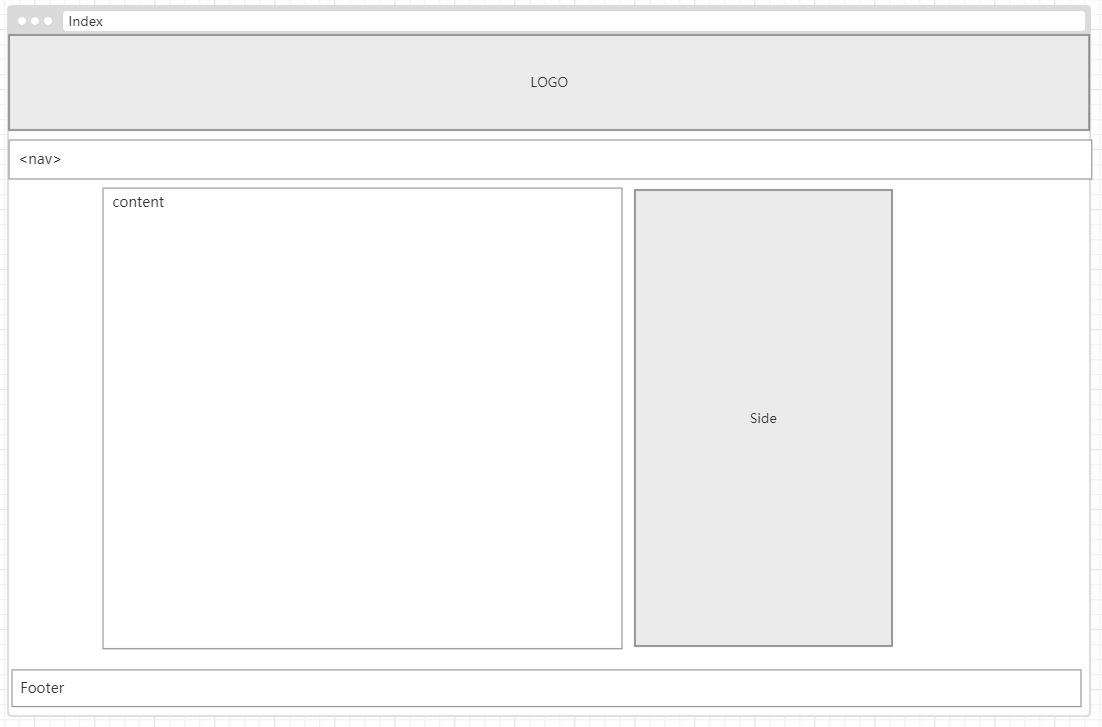 Index
LOGO
<nav>
content
Side
Footer